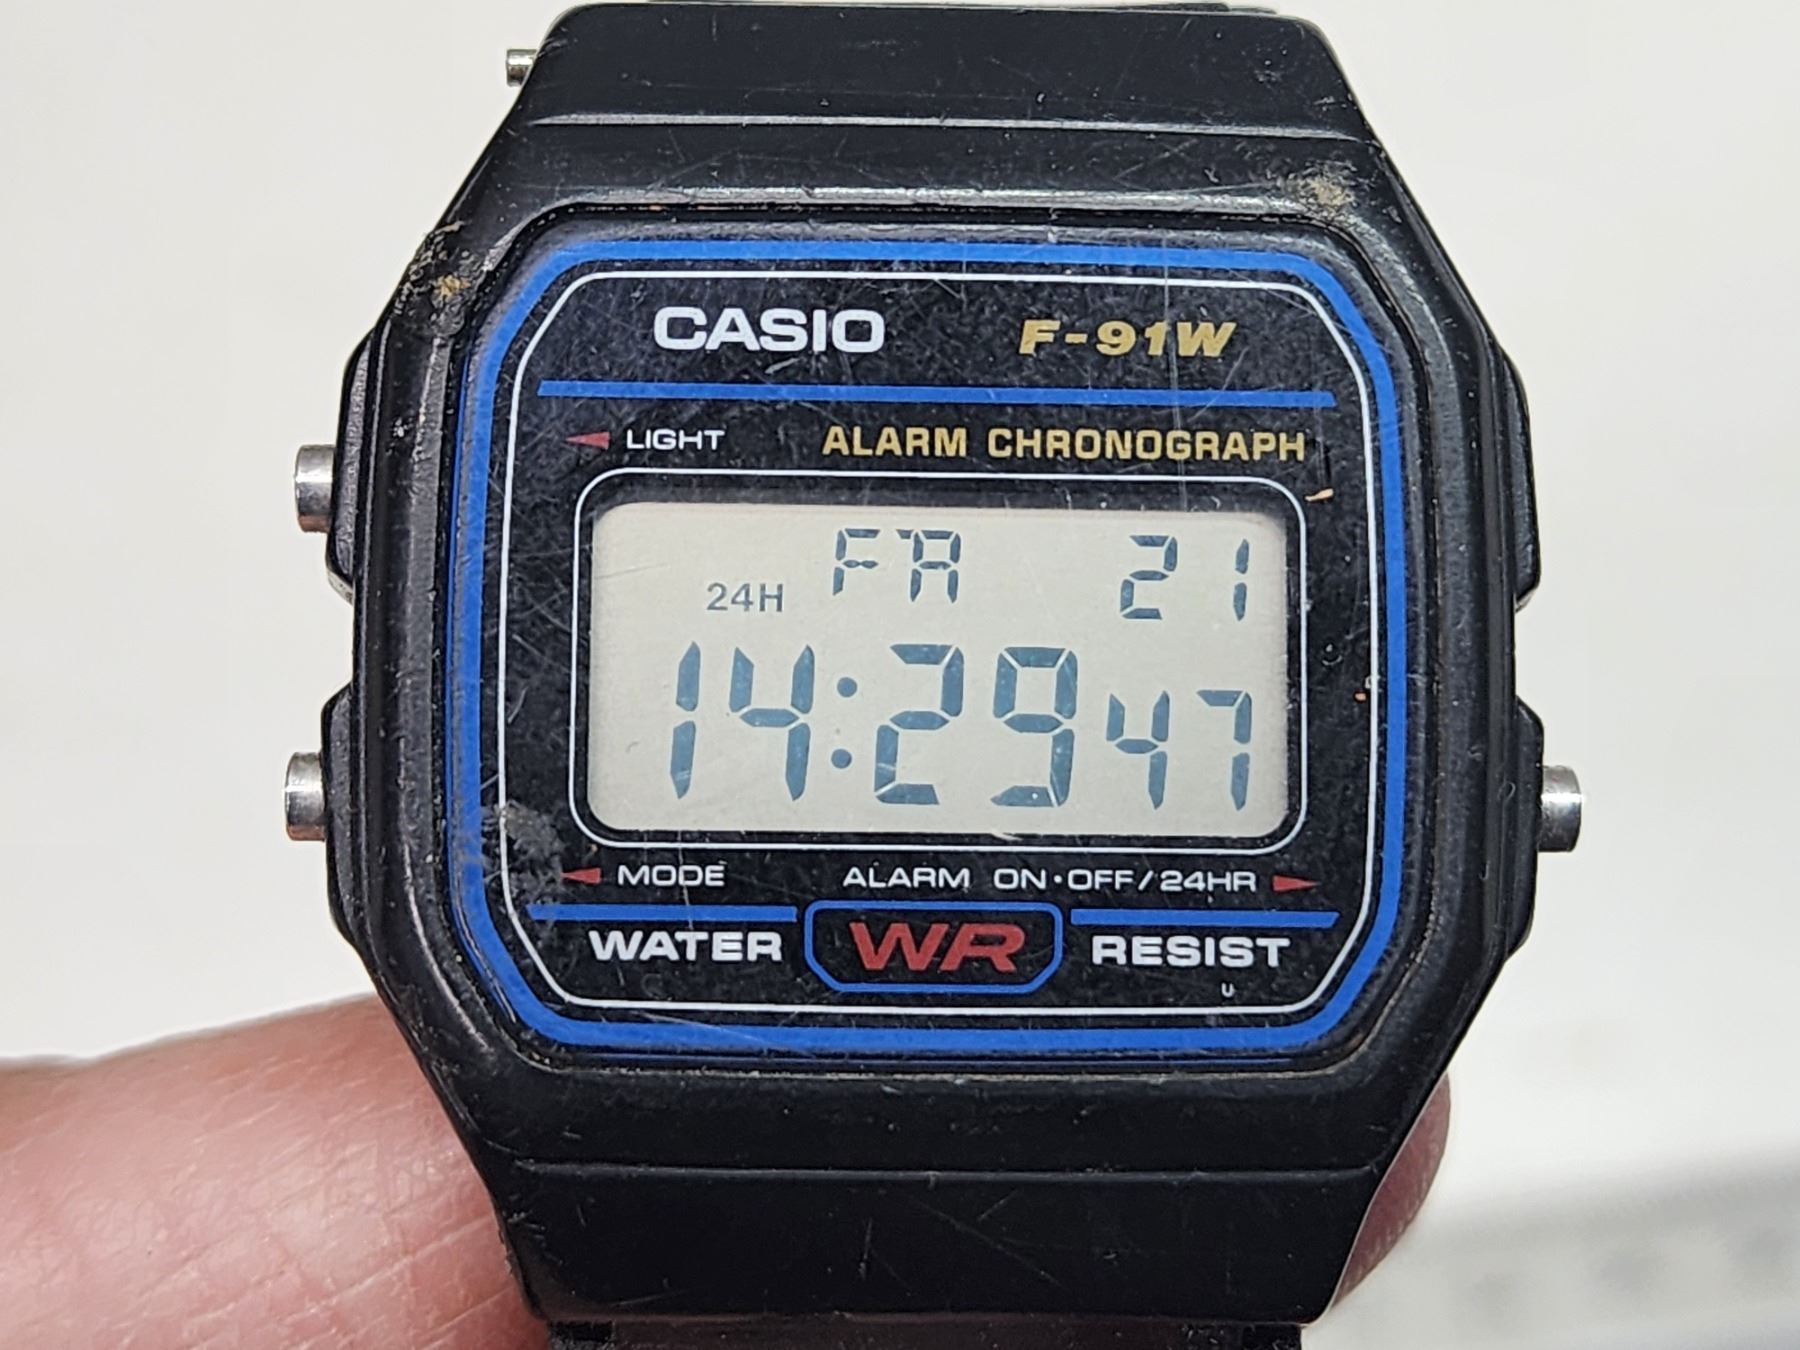 CASIO F-91W
LIGHT ALARM CHRONOGRAPH
24H FR 21
14:29 47
MODE ALARM ON·OFF/24HR
WATER WR RESIST
U